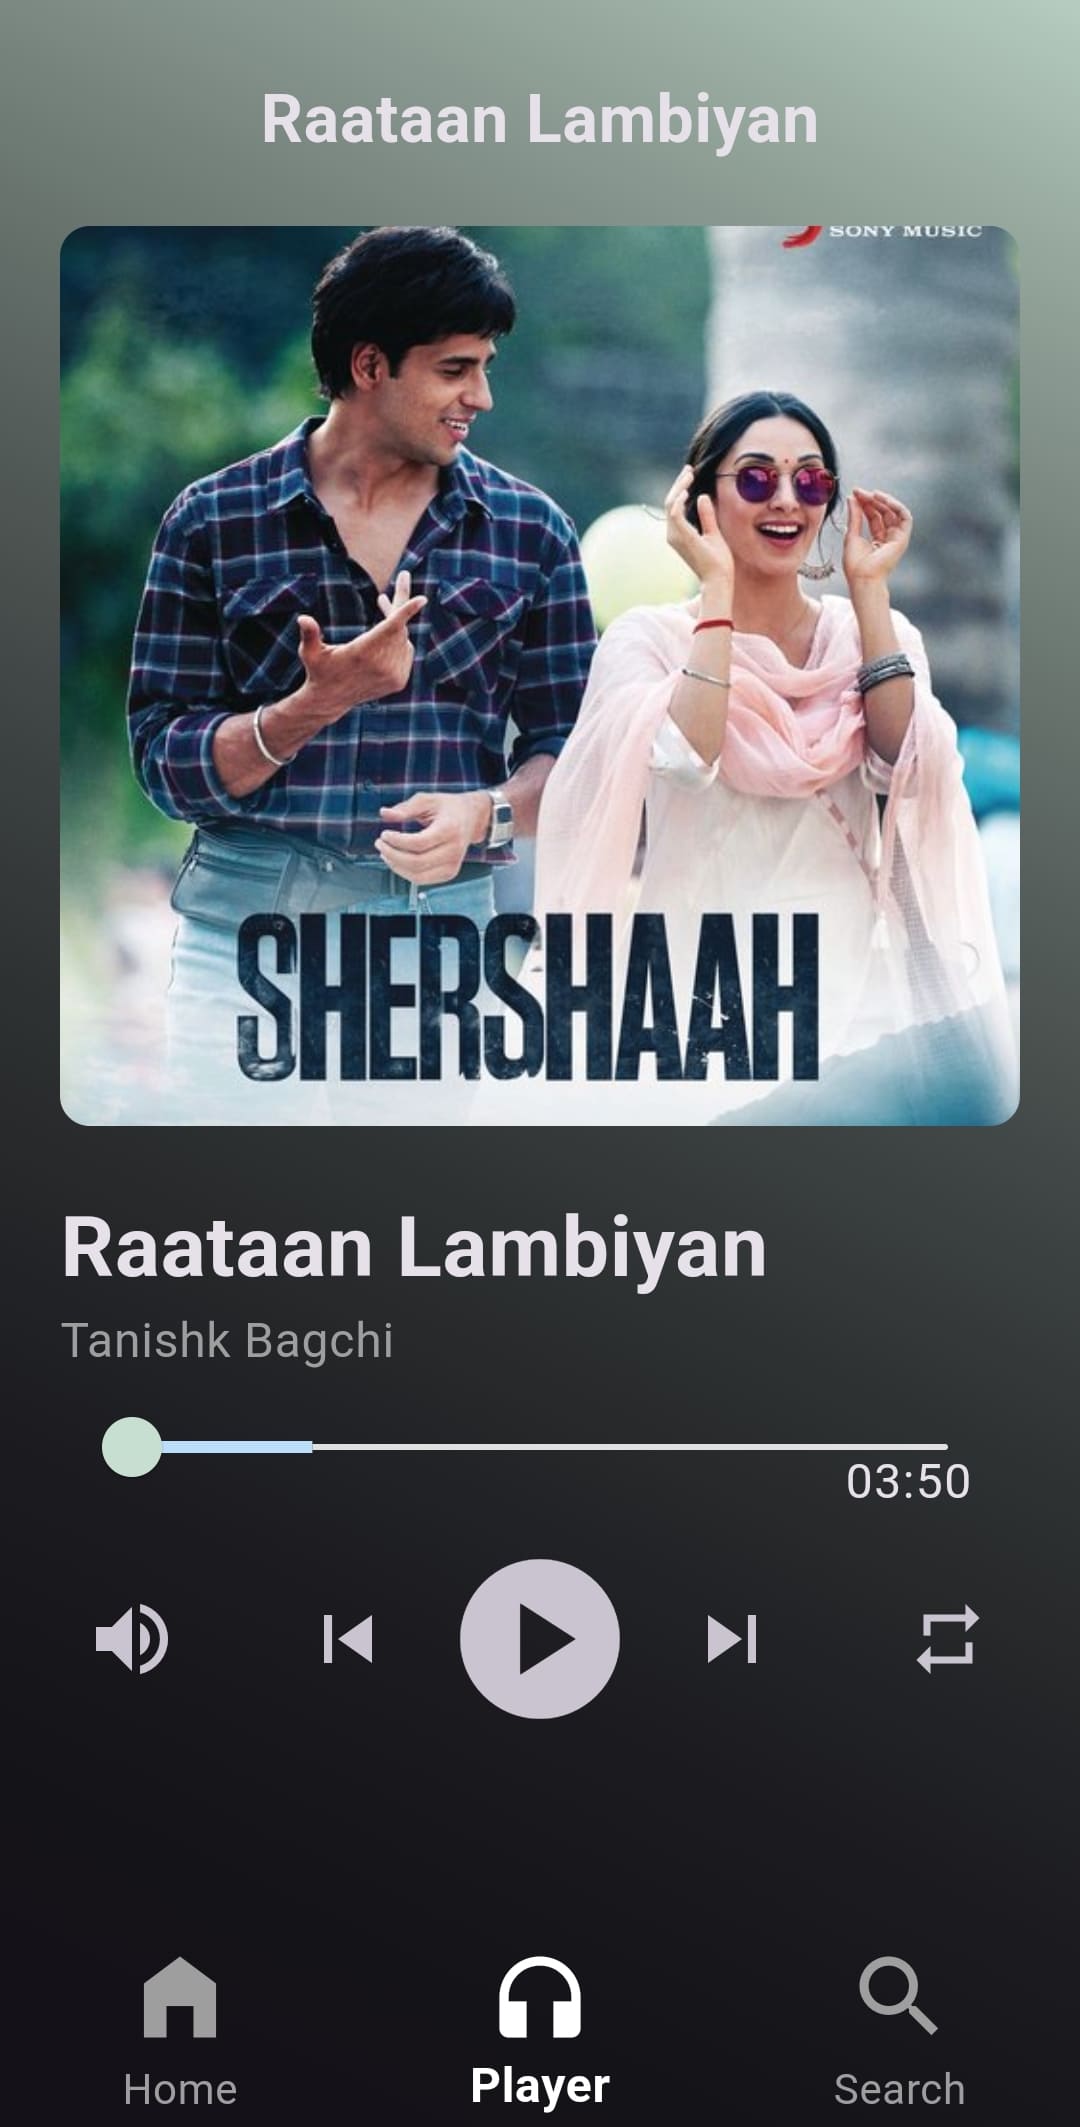 Raataan Lambiyan
SONY MUSIC
SHERSHAAH
Raataan Lambiyan
Tanishk Bagchi
03:50
Home
Player
Search